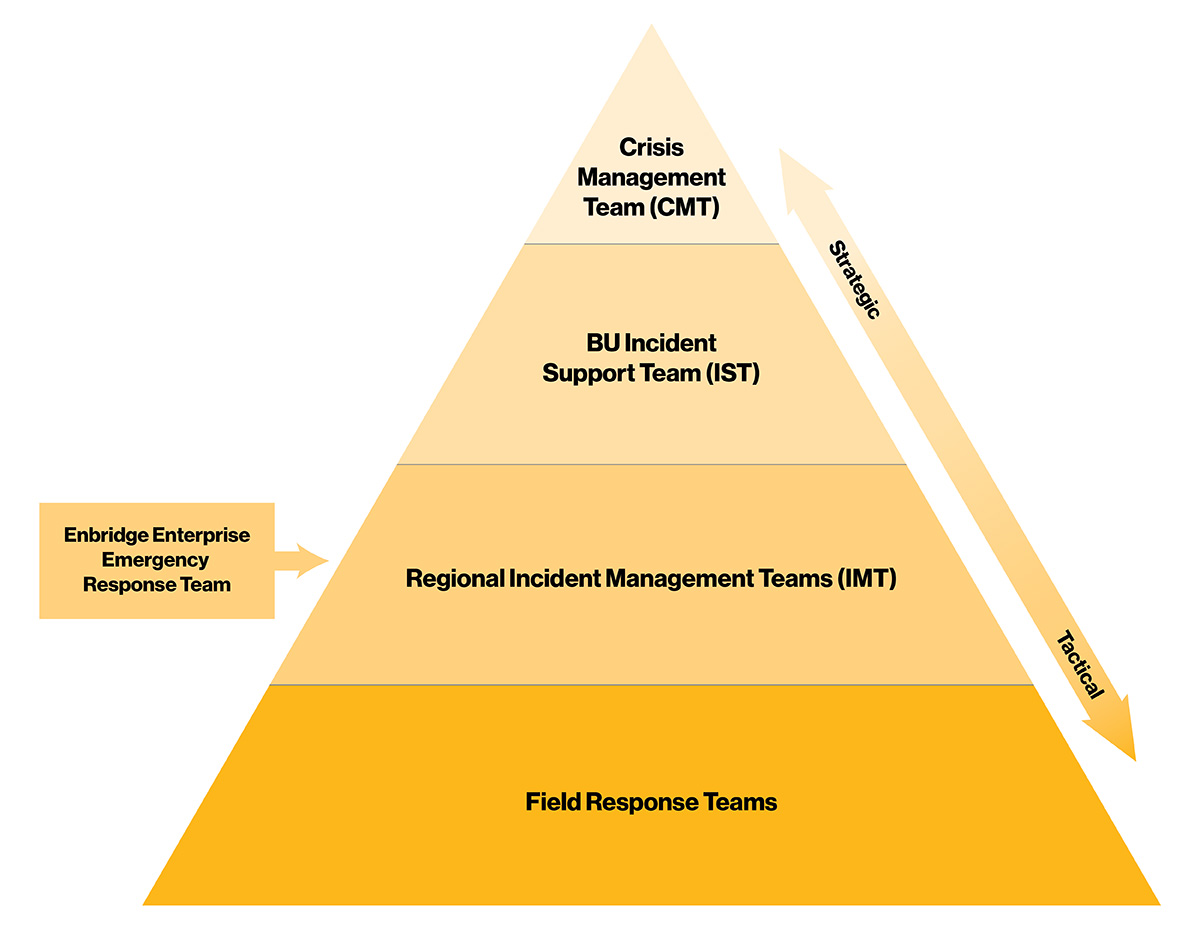 Crisis
Management
Team (CMT)
Strategic
BU Incident
Support Team (IST)
Enbridge Enterprise
Emergency
Response Team
Regional Incident Management Teams (IMT)
Tactical
Field Response Teams